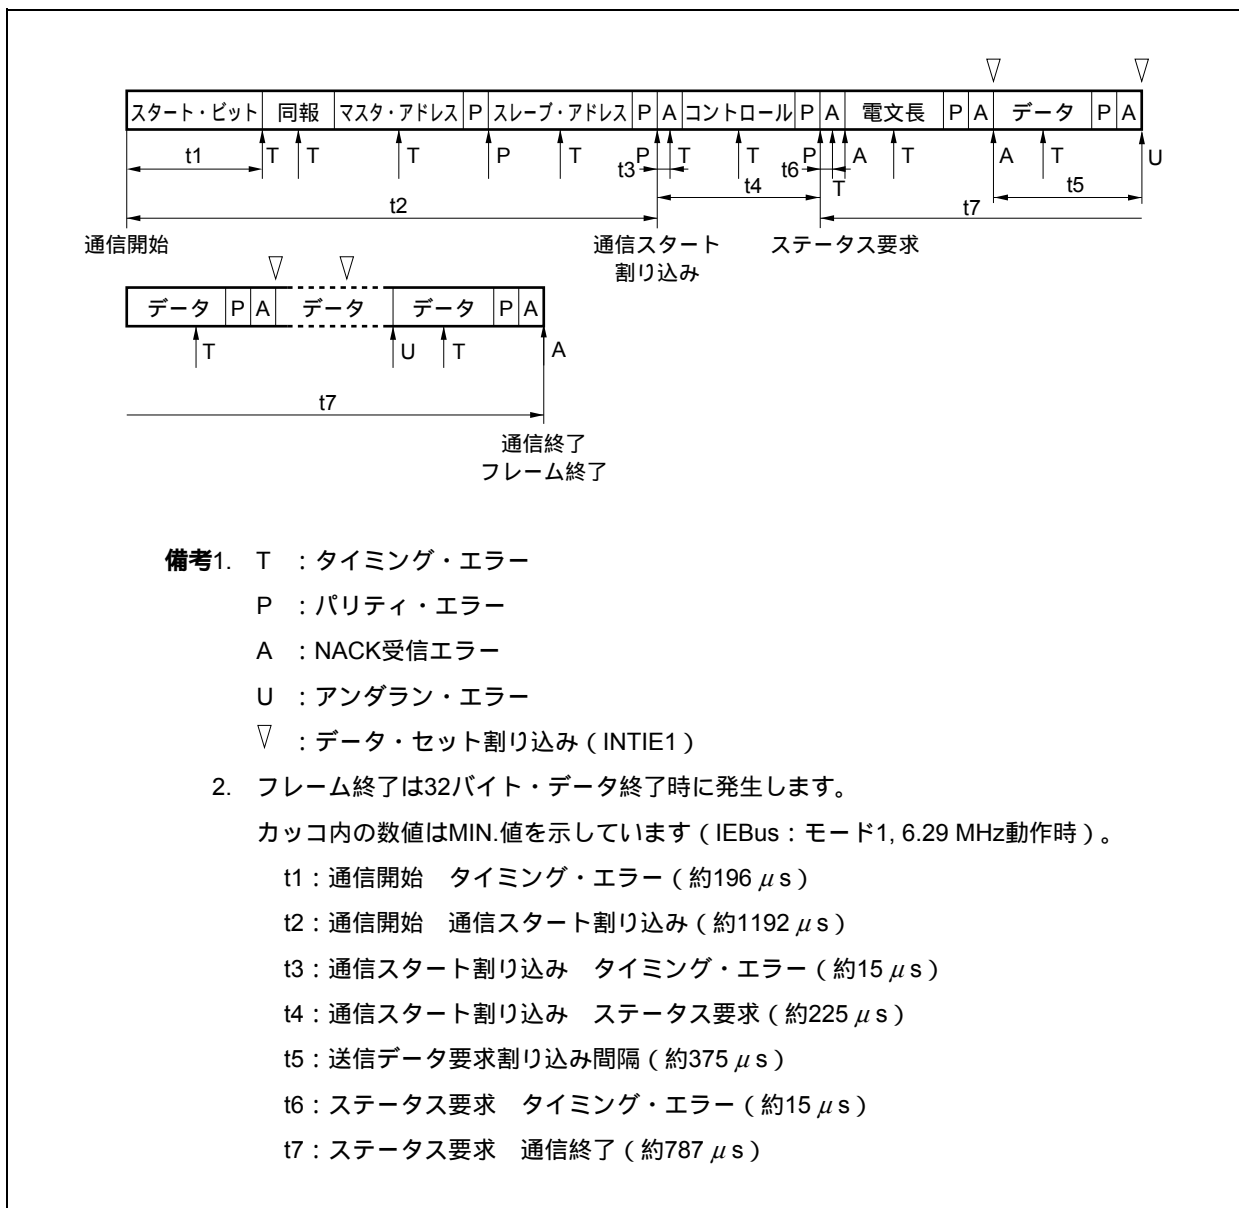 スタート・ビット 同報 マスタ・アドレス P スレーブ・アドレス P A コントロール P A 電文長 P A データ P A
t1 T T T P T P t3 T T P t6 T A T A T U
t4 t5
t2 t7
通信開始 通信スタート割り込み ステータス要求
データ P A データ データ P A
T U T A
t7
通信終了
フレーム終了
備考1. T :タイミング・エラー
P :パリティ・エラー
A :NACK受信エラー
U :アンダラン・エラー
▽ :データ・セット割り込み(INTIE1)
2. フレーム終了は32バイト・データ終了時に発生します。
カッコ内の数値はMIN.値を示しています(IEBus:モード1, 6.29 MHz動作時)。
t1:通信開始 タイミング・エラー(約196 μs)
t2:通信開始 通信スタート割り込み(約1192 μs)
t3:通信スタート割り込み タイミング・エラー(約15 μs)
t4:通信スタート割り込み ステータス要求(約225 μs)
t5:送信データ要求割り込み間隔(約375 μs)
t6:ステータス要求 タイミング・エラー(約15 μs)
t7:ステータス要求 通信終了(約787 μs)